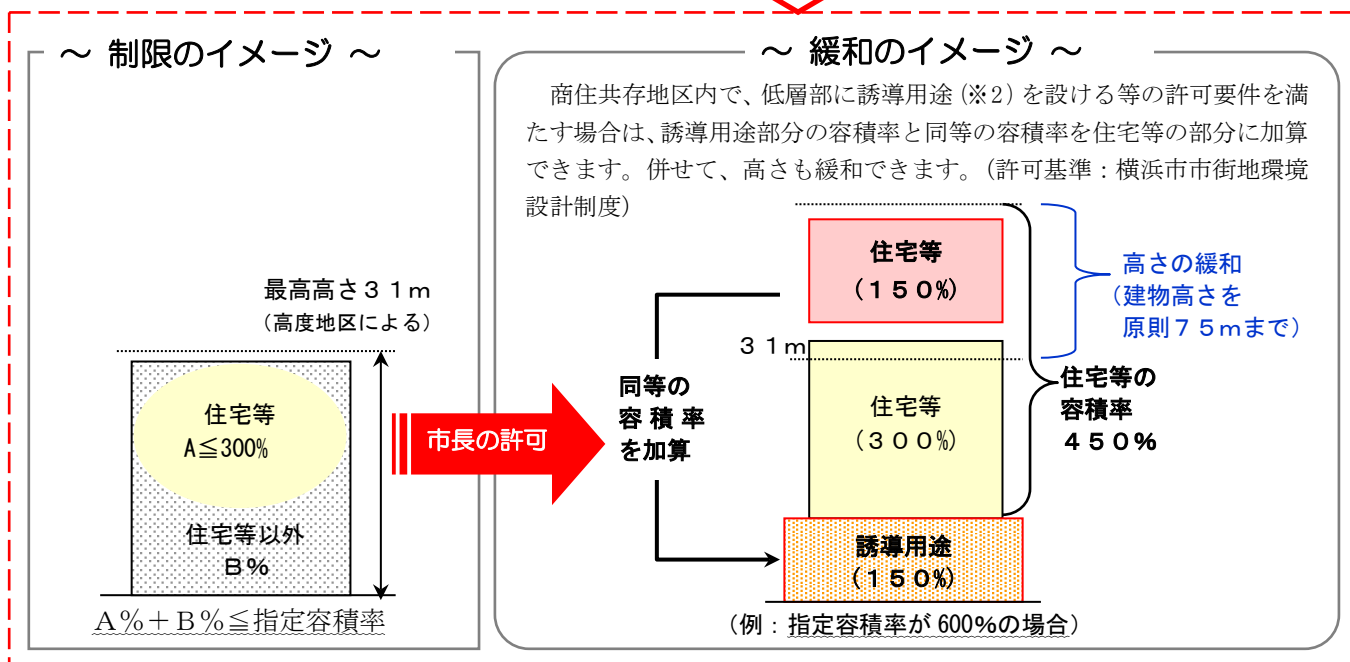 ～ 制限のイメージ ～
最高高さ３１ｍ
（高度地区による）
住宅等
A≦300%
住宅等以外
Ｂ％
Ａ％＋Ｂ％≦指定容積率
市長の許可
～ 緩和のイメージ ～
商住共存地区内で、低層部に誘導用途（※2）を設ける等の許可要件を満
たす場合は、誘導用途部分の容積率と同等の容積率を住宅等の部分に加算
できます。併せて、高さも緩和できます。（許可基準：横浜市市街地環境
設計制度）
住宅等
（１５０%）
高さの緩和
（建物高さを
原則７５ｍまで）
３１ｍ
同等の
容積率
を加算
住宅等
（３００%）
住宅等の
容積率
４５０％
誘導用途
（１５０%）
（例：指定容積率が 600％の場合）